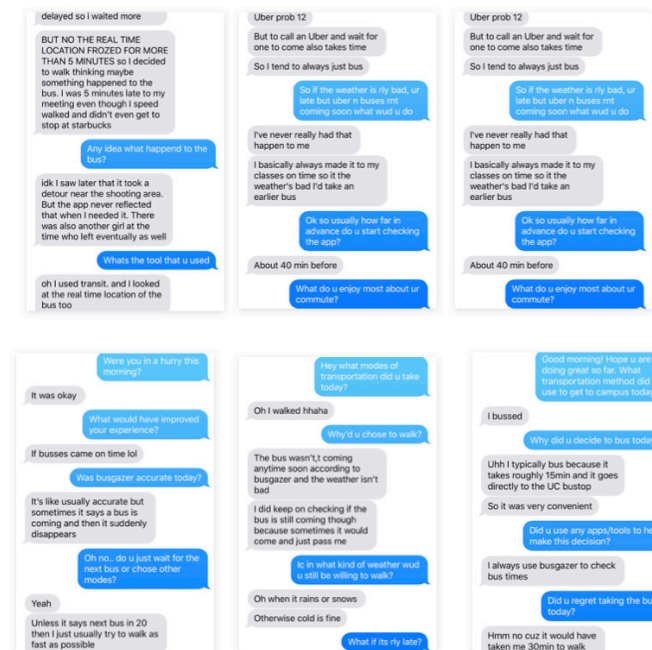 delayed so i waited more
BUT NO THE REAL TIME
LOCATION FROZED FOR MORE
THAN 5 MINUTES so I decided
to walk thinking maybe
something happened to the
bus. I was 5 minutes late to my
meeting even though I speed
walked and didn't even get to
stop at starbucks
Any idea what happend to the
bus?
idk I saw later that it took a
detour near the shooting area.
But the app never reflected
that when I needed it. There
was also another girl at the
time who left eventually as well
Whats the tool that u used
oh I used transit. and I looked
at the real time location of the
bus too
Uber prob 12
But to call an Uber and wait for
one to come also takes time
So I tend to always just bus
So if the weather is rly bad, ur
late but uber n buses rnt
coming soon what wud u do
I've never really had that
happen to me
I basically always made it to my
classes on time so it the
weather's bad I'd take an
earlier bus
Ok so usually how far in
advance do u start checking
the app?
About 40 min before
What do u enjoy most about ur
commute?
Uber prob 12
But to call an Uber and wait for
one to come also takes time
So I tend to always just bus
So if the weather is rly bad, ur
late but uber n buses rnt
coming soon what wud u do
I've never really had that
happen to me
I basically always made it to my
classes on time so it the
weather's bad I'd take an
earlier bus
Ok so usually how far in
advance do u start checking
the app?
About 40 min before
What do u enjoy most about ur
commute?
Were you in a hurry this
morning?
It was okay
What would have improved
your experience?
If busses came on time lol
Was busgazer accurate today?
It's like usually accurate but
sometimes it says a bus is
coming and then it suddenly
disappears
Oh no.. do u just wait for the
next bus or chose other
modes?
Yeah
Unless it says next bus in 20
then I just usually try to walk as
fast as possible
Hey what modes of
transportation did u take
today?
Oh I walked hhaha
Why'd u chose to walk?
The bus wasn't,t coming
anytime soon according to
busgazer and the weather isn't
bad
I did keep on checking if the
bus is still coming though
because sometimes it would
come and just pass me
Ic in what kind of weather wud
u still be willing to walk?
Oh when it rains or snows
Otherwise cold is fine
What if its rly late?
Good morning! Hope u are
doing great so far. What
transportation method did
use to get to campus today
I bussed
Why did u decide to bus today
Uhh I typically bus because it
takes roughly 15min and it goes
directly to the UC bustop
So it was very convenient
Did u use any apps/tools to he
make this decision?
I always use busgazer to check
bus times
Did u regret taking the bu
today?
Hmm no cuz it would have
taken me 30min to walk